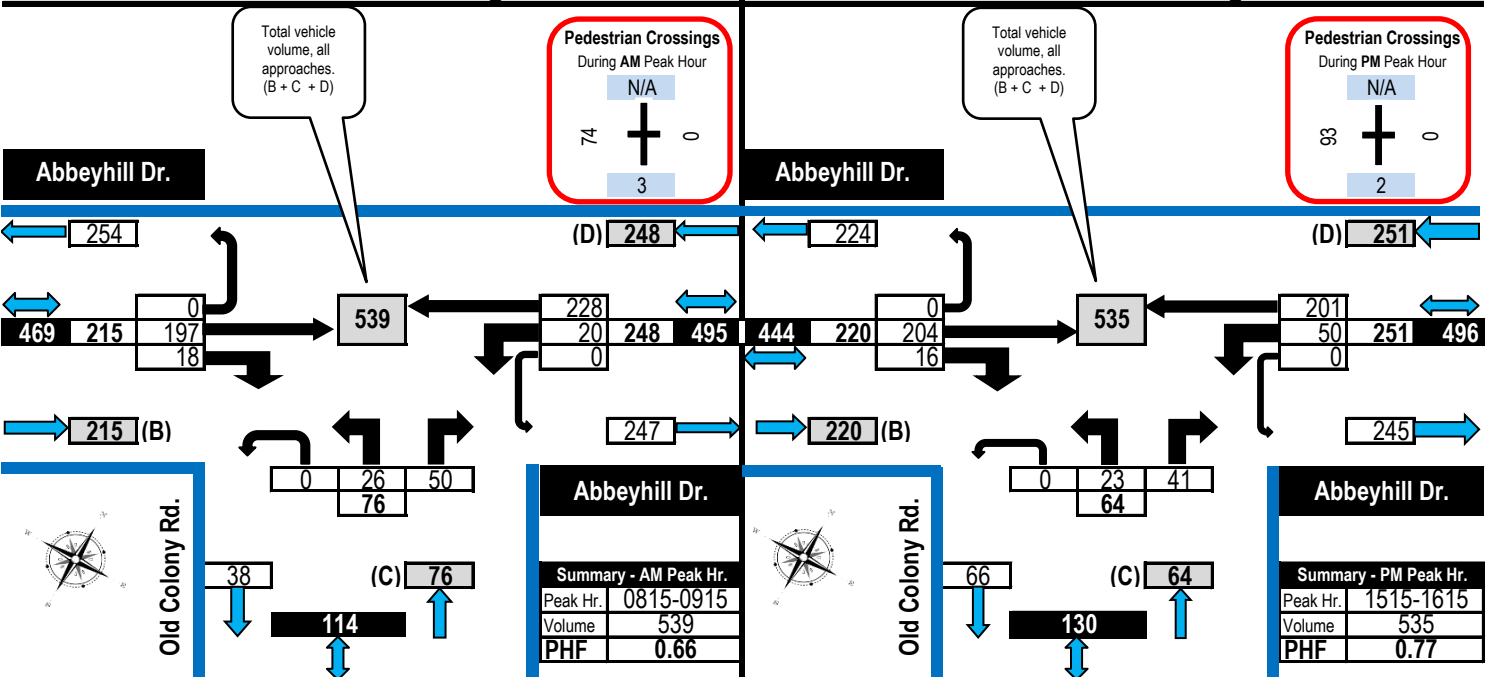 Total vehicle
volume, all
approaches.
(B + C + D)
Pedestrian Crossings
During AM Peak Hour
N/A
74
0
3
Abbeyhill Dr.
254
(D) 248
0
539
228
469 215 197
20 248 495
18
0
215 (B)
247
0 26 50
76
Abbeyhill Dr.
Old Colony Rd.
38
(C) 76
114
Summary - AM Peak Hr.
Peak Hr. 0815-0915
Volume 539
PHF 0.66
Total vehicle
volume, all
approaches.
(B + C + D)
Pedestrian Crossings
During PM Peak Hour
N/A
93
0
2
Abbeyhill Dr.
224
(D) 251
0
535
201
444 220 204
50 251 496
16
0
220 (B)
245
0 23 41
64
Abbeyhill Dr.
Old Colony Rd.
66
(C) 64
130
Summary - PM Peak Hr.
Peak Hr. 1515-1615
Volume 535
PHF 0.77